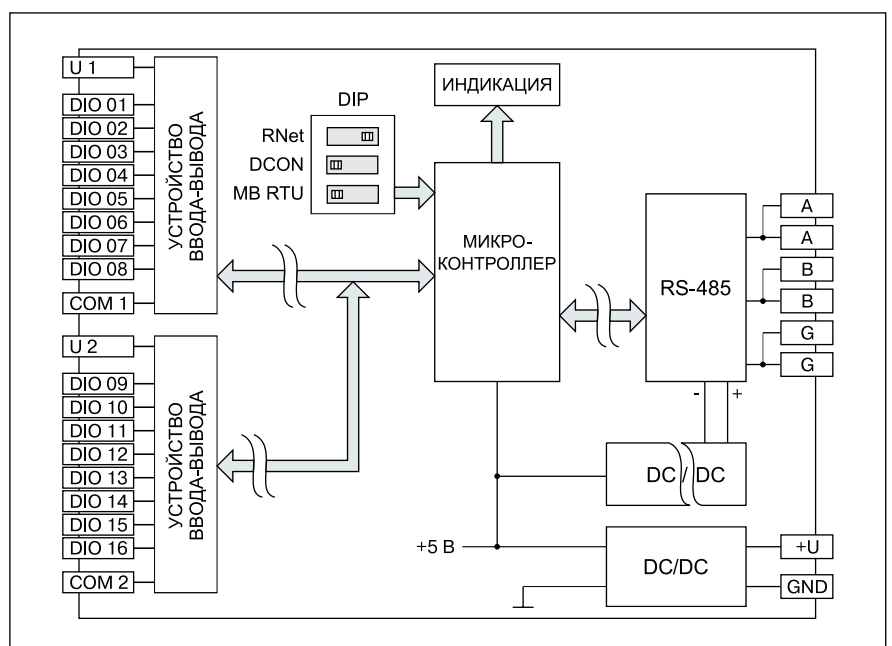 U 1
DIO 01
DIO 02
DIO 03
DIO 04
DIO 05
DIO 06
DIO 07
DIO 08
COM 1
УСТРОЙСТВО
ВВОДА-ВЫВОДА
U 2
DIO 09
DIO 10
DIO 11
DIO 12
DIO 13
DIO 14
DIO 15
DIO 16
COM 2
УСТРОЙСТВО
ВВОДА-ВЫВОДА
DIP
RNet
DCON
MB RTU
ИНДИКАЦИЯ
МИКРО-
КОНТРОЛЛЕР
RS-485
A
A
B
B
G
G
- +
DC / DC
+5 В
DC/DC
+U
GND